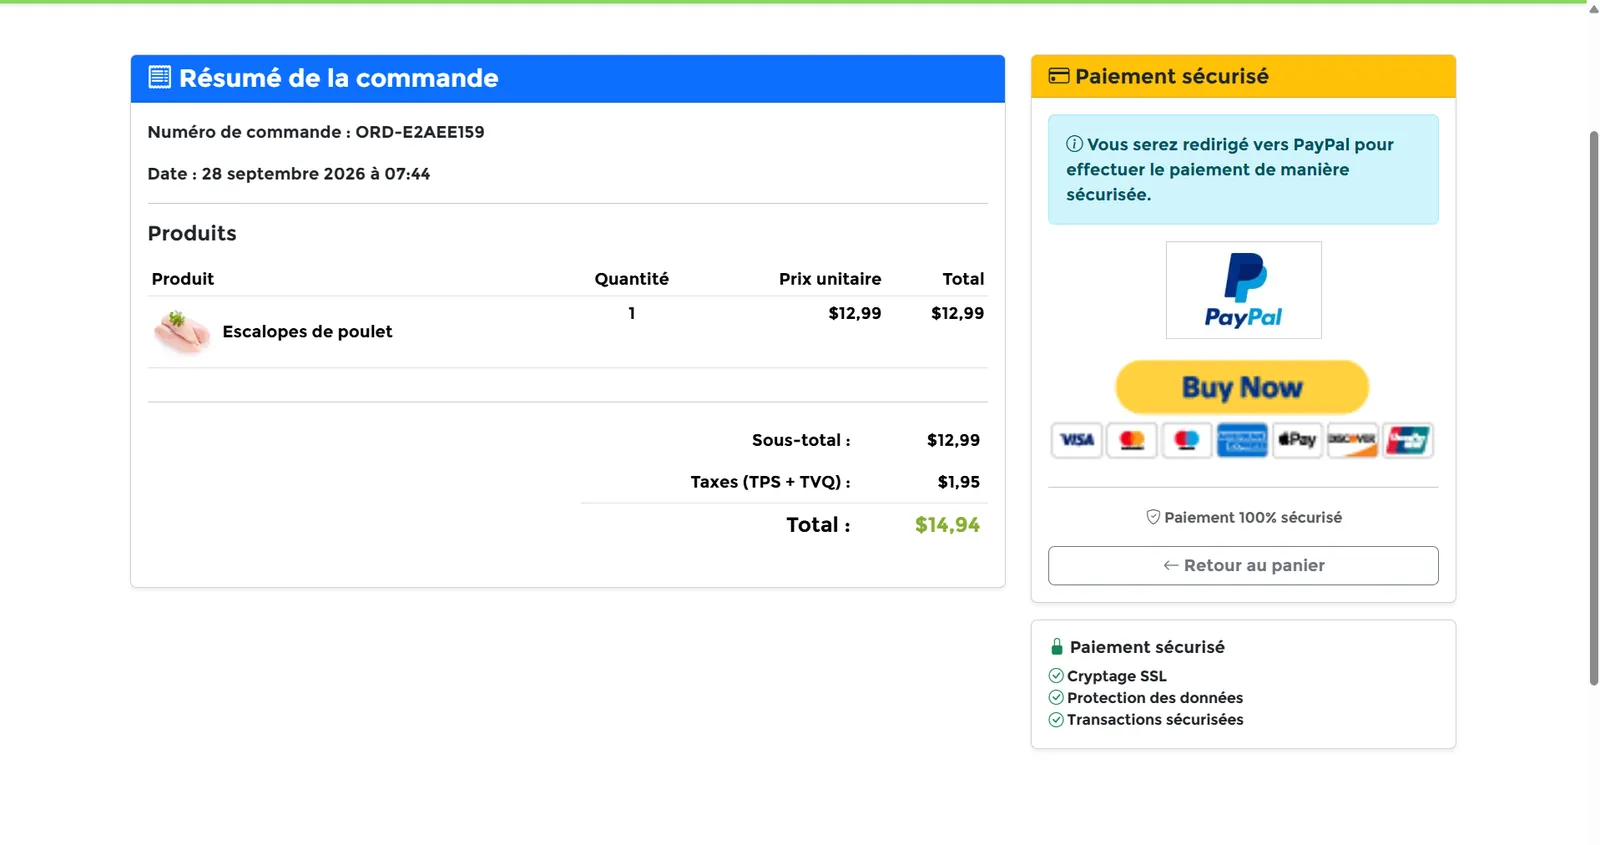 Résumé de la commande
Numéro de commande : ORD-E2AEE159
Date : 28 septembre 2026 à 07:44
Produits
Produit Quantité Prix unitaire Total
Escalopes de poulet 1 $12,99 $12,99
Sous-total : $12,99
Taxes (TPS + TVQ) : $1,95
Total : $14,94
Paiement sécurisé
Vous serez redirigé vers PayPal pour
effectuer le paiement de manière
sécurisée.
PayPal
Buy Now
VISA Pay DISCOVER
Paiement 100% sécurisé
← Retour au panier
Paiement sécurisé
Cryptage SSL
Protection des données
Transactions sécurisées